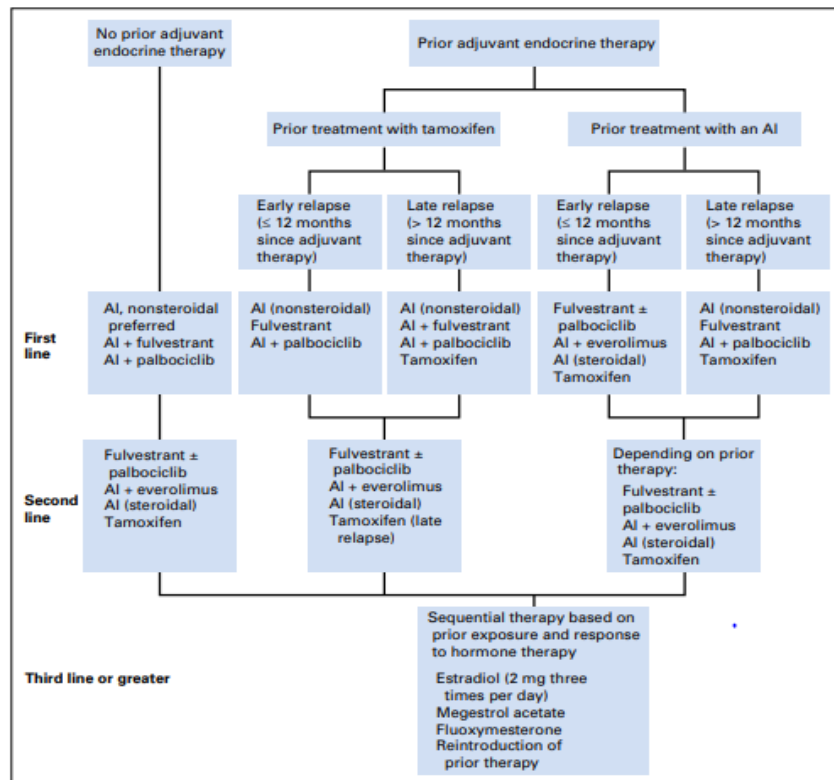 No prior adjuvant
endocrine therapy
Prior adjuvant endocrine therapy
Prior treatment with tamoxifen
Prior treatment with an AI
Early relapse
(≤ 12 months
since adjuvant
therapy)
Late relapse
(> 12 months
since adjuvant
therapy)
Early relapse
(≤ 12 months
since adjuvant
therapy)
Late relapse
(> 12 months
since adjuvant
therapy)
First
line
AI, nonsteroidal
preferred
AI + fulvestrant
AI + palbociclib
AI (nonsteroidal)
Fulvestrant
AI + palbociclib
AI (nonsteroidal)
AI + fulvestrant
AI + palbociclib
Tamoxifen
Fulvestrant ±
palbociclib
AI + everolimus
AI (steroidal)
Tamoxifen
AI (nonsteroidal)
Fulvestrant
AI + palbociclib
Tamoxifen
Second
line
Fulvestrant ±
palbociclib
AI + everolimus
AI (steroidal)
Tamoxifen
Fulvestrant ±
palbociclib
AI + everolimus
AI (steroidal)
Tamoxifen (late
relapse)
Depending on prior
therapy:
Fulvestrant ±
palbociclib
AI + everolimus
AI (steroidal)
Tamoxifen
Third line or greater
Sequential therapy based on
prior exposure and response
to hormone therapy
Estradiol (2 mg three
times per day)
Megestrol acetate
Fluoxymesterone
Reintroduction of
prior therapy